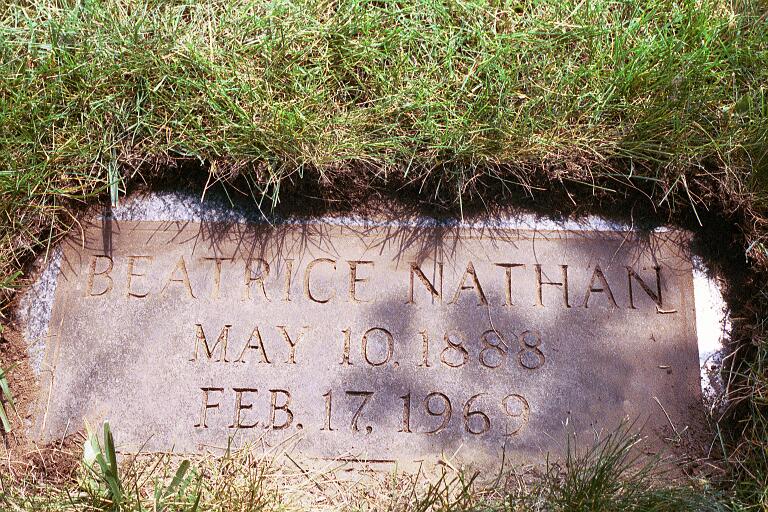 BEATRICE NATHAN
MAY 10, 1888
FEB. 17, 1969